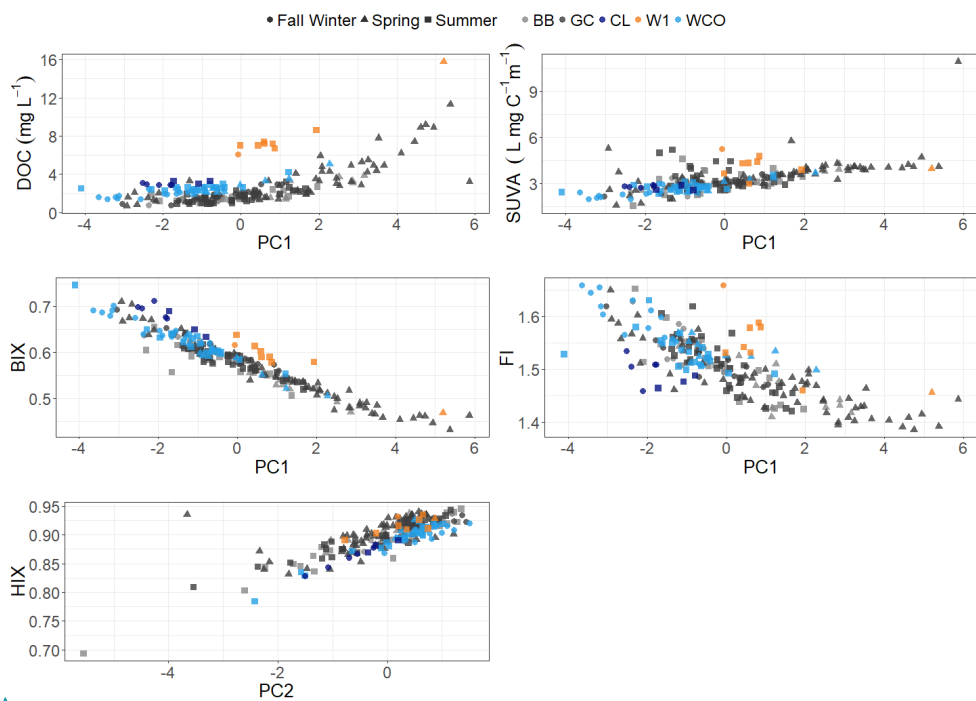 Fall Winter Spring Summer BB GC CL W1 WCO
16
12
8
4
0
DOC (mg L⁻¹)
-4 -2 0 2 4 6
PC1
9
6
3
SUVA ( L mg C⁻¹m⁻¹)
-4 -2 0 2 4 6
PC1
0.7
0.6
0.5
BIX
-4 -2 0 2 4 6
PC1
1.6
1.5
1.4
FI
-4 -2 0 2 4 6
PC1
0.95
0.90
0.85
0.80
0.75
0.70
HIX
-4 -2 0
PC2